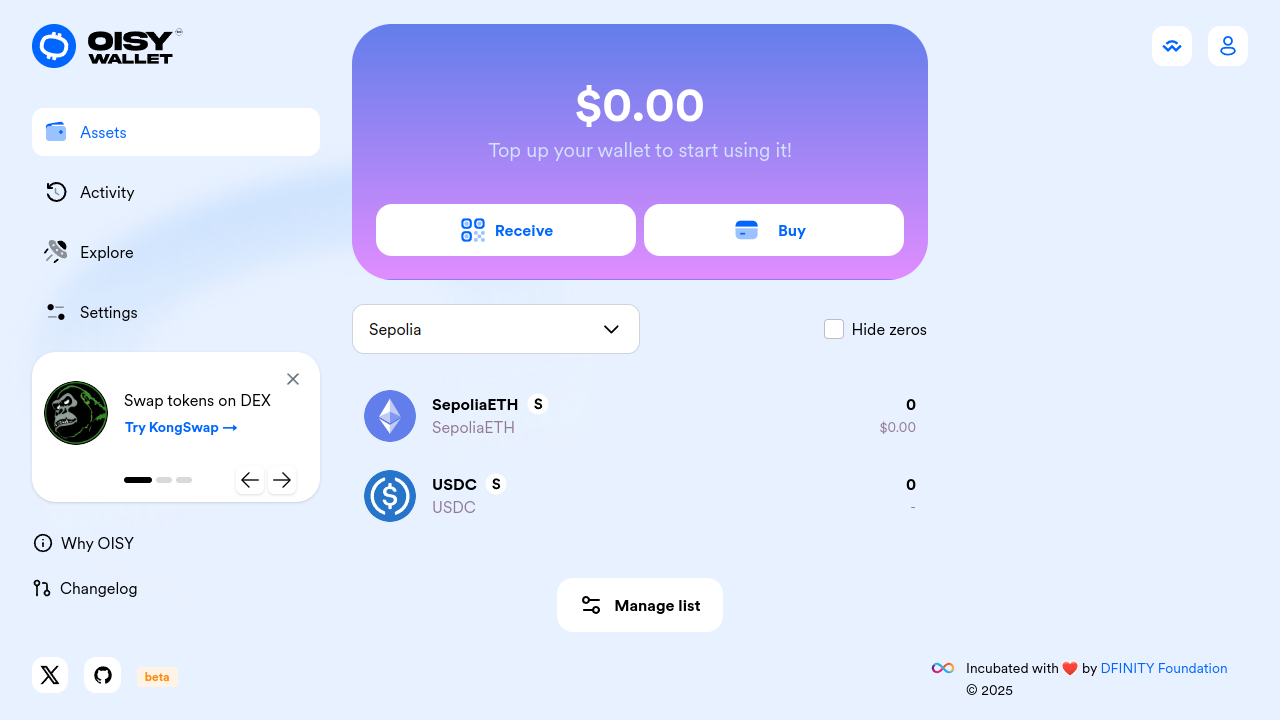 OISY
WALLET
Assets
Activity
Explore
Settings
Swap tokens on DEX
Try KongSwap →
Why OISY
Changelog
beta
$0.00
Top up your wallet to start using it!
Receive
Buy
Sepolia
Hide zeros
SepoliaETH S 0
SepoliaETH $0.00
USDC S 0
USDC -
Manage list
Incubated with ❤️ by DFINITY Foundation
© 2025